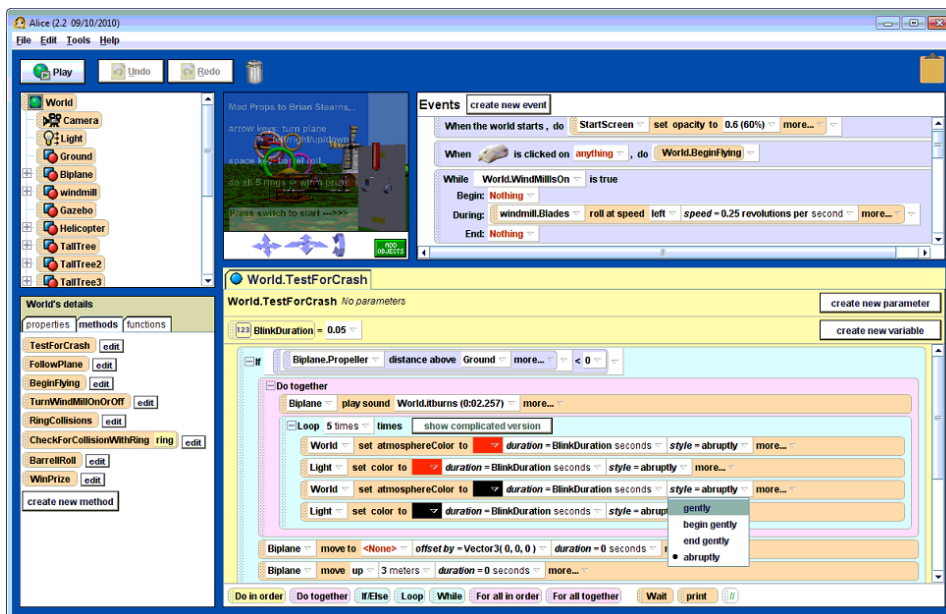 Alice (2.2 09/10/2010)
File Edit Tools Help
Play Undo Redo
World
Camera
Light
Ground
Biplane
windmill
Gazebo
Helicopter
TallTree
TallTree2
TallTree3
Mad Props to Brian Stearns,..
arrow keys: turn plane
left/right/up/down
space key: barrel roll
do all 5 rings -> win a prize
Press switch to start --->>>
ADD OBJECTS
Events create new event
When the world starts , do StartScreen set opacity to 0.6 (60%) more...
When is clicked on anything , do World.BeginFlying
While World.WindMillIsOn is true
Begin: Nothing
During: windmill.Blades roll at speed left speed = 0.25 revolutions per second more...
End: Nothing
World's details
properties methods functions
TestForCrash edit
FollowPlane edit
BeginFlying edit
TurnWindMillOnOrOff edit
RingCollisions edit
CheckForCollisionWithRing ring edit
BarrellRoll edit
WinPrize edit
create new method
World.TestForCrash
World.TestForCrash No parameters create new parameter
123 BlinkDuration = 0.05 create new variable
If Biplane.Propeller distance above Ground more... < 0
Do together
Biplane play sound World.itburns (0:02.257) more...
Loop 5 times times show complicated version
World set atmosphereColor to duration = BlinkDuration seconds style = abruptly more...
Light set color to duration = BlinkDuration seconds style = abruptly more...
World set atmosphereColor to duration = BlinkDuration seconds style = abruptly more...
Light set color to duration = BlinkDuration seconds style = abruptly
gently
begin gently
end gently
abruptly
Biplane move to <None> offset by = Vector3( 0, 0, 0 ) duration = 0 seconds
Biplane move up 3 meters duration = 0 seconds more...
Do in order Do together If/Else Loop While For all in order For all together Wait print //